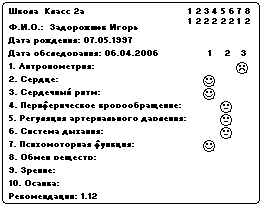 Школа Класс 2а 1 2 3 4 5 6 7 8
1 2 2 2 2 2 1 2
Ф.И.О.: Задорожнюк Игорь
Дата рождения: 07.05.1997
Дата обследования: 06.04.2006 1 2 3
1. Антропометрия:
2. Сердце:
3. Сердечный ритм:
4. Периферическое кровообращение:
5. Регуляция артериального давления:
6. Система дыхания:
7. Психомоторная функция:
8. Обмен веществ:
9. Зрение:
10. Осанка:
Рекомендации: 1.12